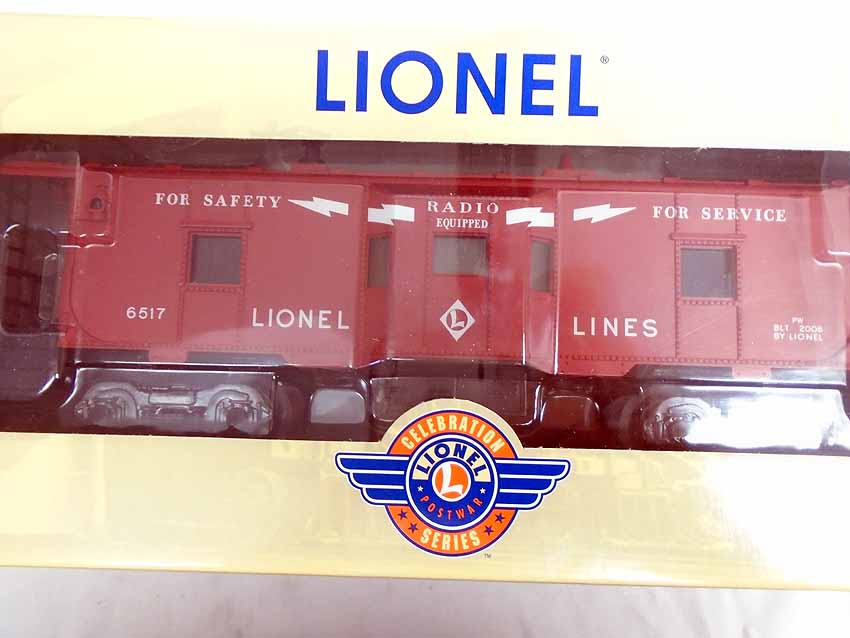 LIONEL®
FOR SAFETY
RADIO
EQUIPPED
FOR SERVICE
6517
LIONEL
L
LINES
PW
BLT 2006
BY LIONEL
CELEBRATION
LIONEL
L
POSTWAR
SERIES
TM